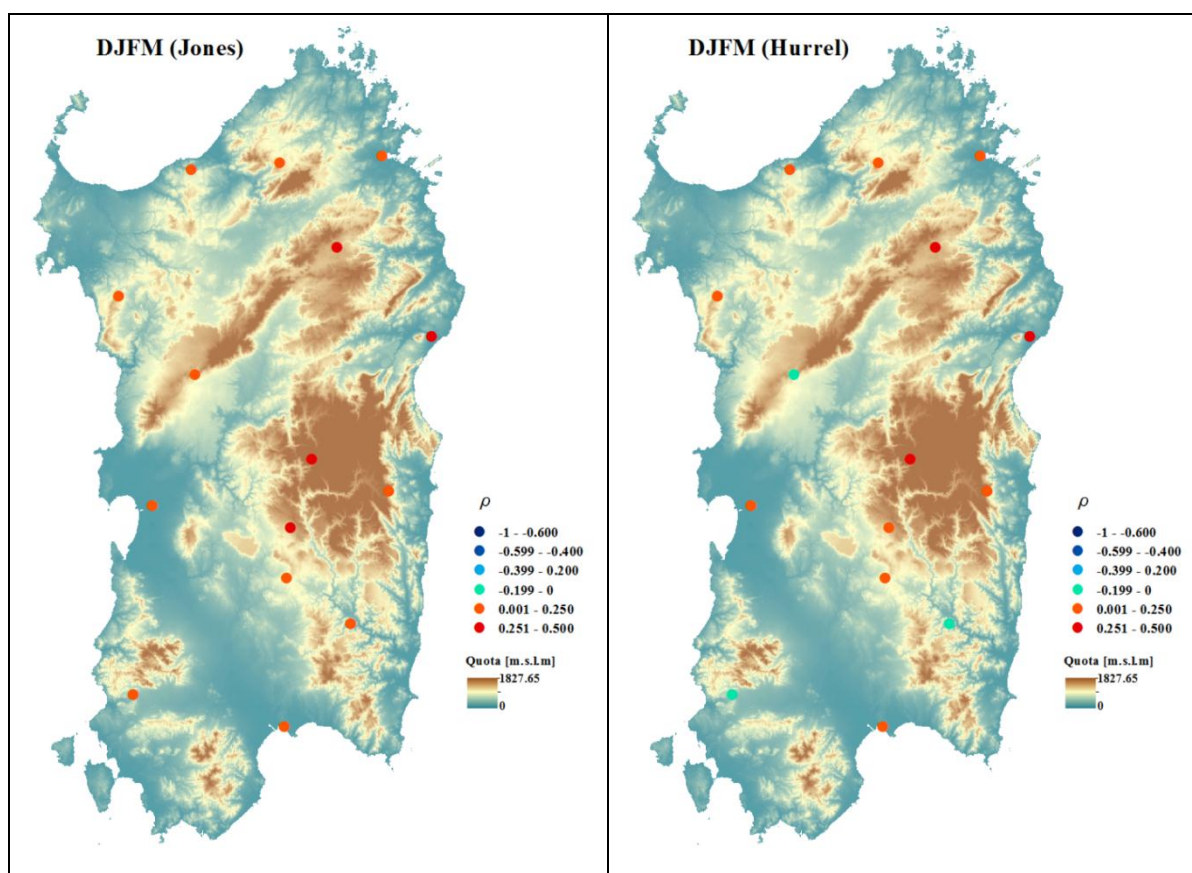 DJFM (Jones)
ρ
-1 - -0.600
-0.599 - -0.400
-0.399 - 0.200
-0.199 - 0
0.001 - 0.250
0.251 - 0.500
Quota [m.s.l.m]
1827.65
-
0
DJFM (Hurrel)
ρ
-1 - -0.600
-0.599 - -0.400
-0.399 - 0.200
-0.199 - 0
0.001 - 0.250
0.251 - 0.500
Quota [m.s.l.m]
1827.65
-
0